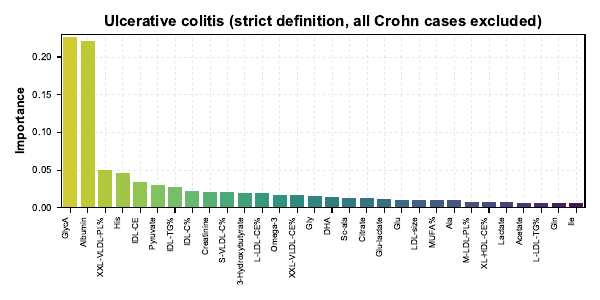 Ulcerative colitis (strict definition, all Crohn cases excluded)
Importance
0.20
0.15
0.10
0.05
0.00
GlycA
Albumin
XXL-VLDL-PL%
His
IDL-CE
Pyruvate
IDL-TG%
IDL-C%
Creatinine
S-VLDL-C%
3-Hydroxybutyrate
L-LDL-CE%
Omega-3
XXL-VLDL-CE%
Gly
DHA
Sc-ala
Citrate
Glu-lactate
Glu
LDL-size
MUFA%
Ala
M-LDL-PL%
XL-HDL-CE%
Lactate
Acetate
L-LDL-TG%
Gln
Ile